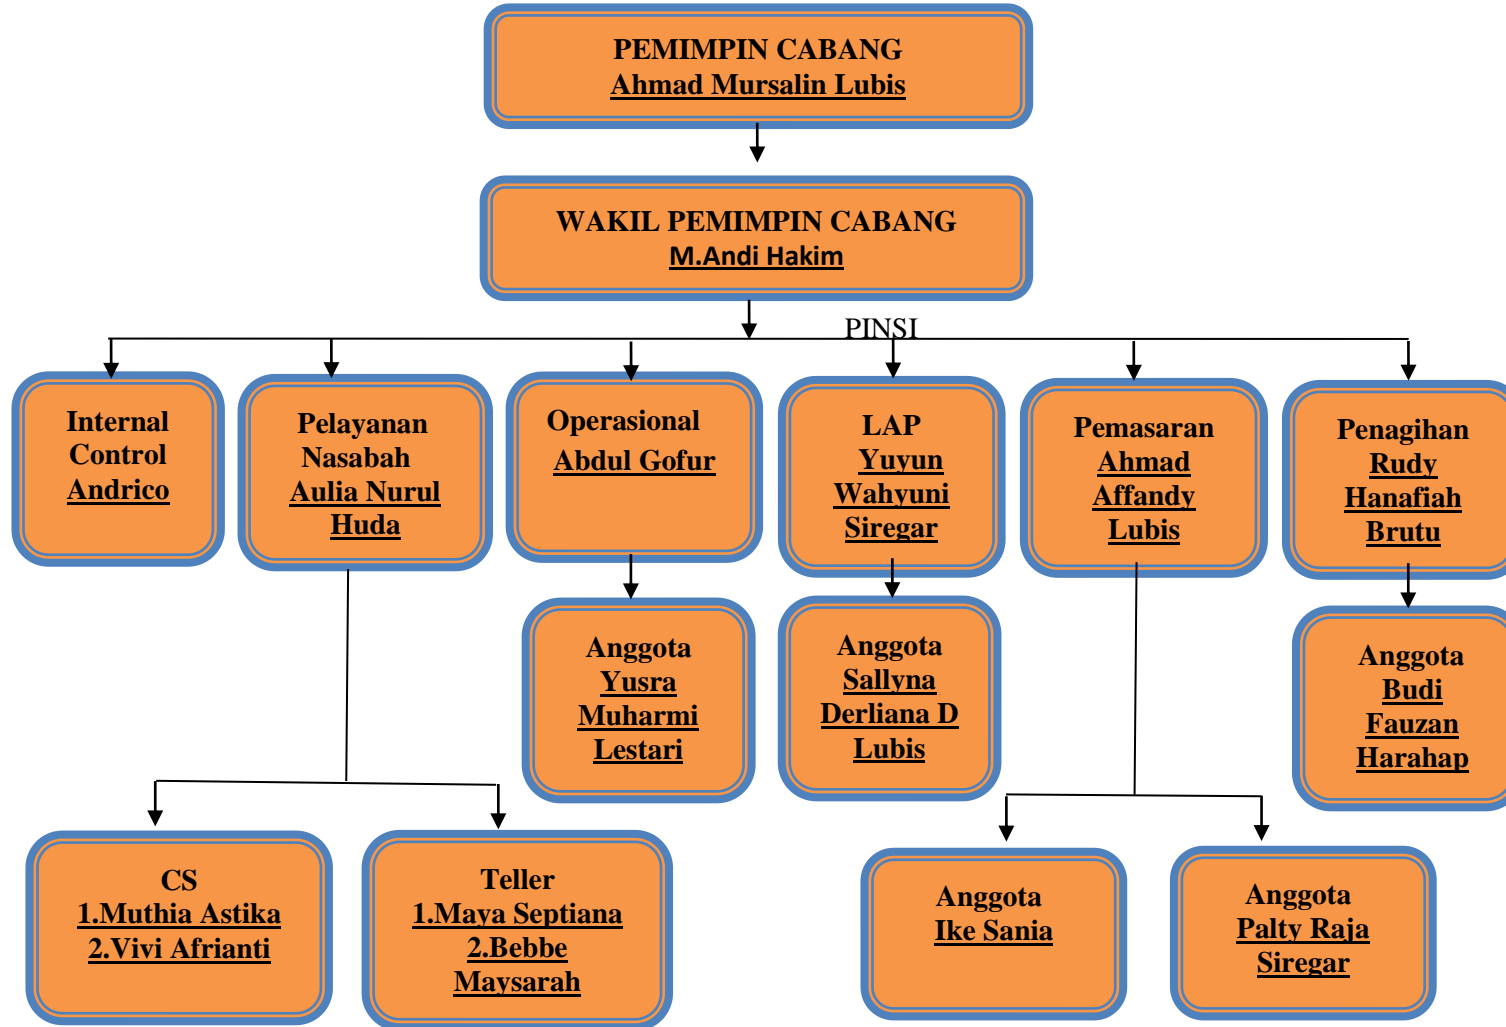 PEMIMPIN CABANG
Ahmad Mursalin Lubis
WAKIL PEMIMPIN CABANG
M.Andi Hakim
PINSI
Internal
Control
Andrico
Pelayanan
Nasabah
Aulia Nurul
Huda
Operasional
Abdul Gofur
LAP
Yuyun
Wahyuni
Siregar
Pemasaran
Ahmad
Affandy
Lubis
Penagihan
Rudy
Hanafiah
Brutu
Anggota
Yusra
Muharmi
Lestari
Anggota
Sallyna
Derliana D
Lubis
Anggota
Budi
Fauzan
Harahap
CS
1.Muthia Astika
2.Vivi Afrianti
Teller
1.Maya Septiana
2.Bebbe
Maysarah
Anggota
Ike Sania
Anggota
Palty Raja
Siregar